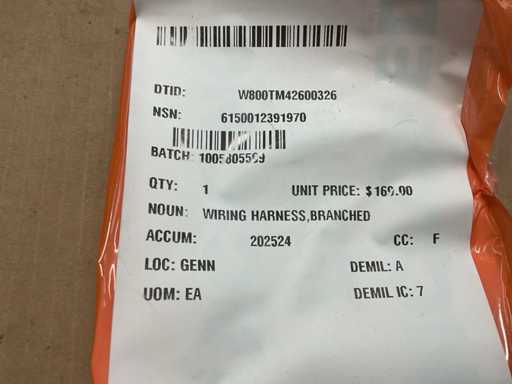 DTID: W800TM42600326
NSN: 6150012391970
BATCH: 1005805599
QTY: 1 UNIT PRICE: $169.00
NOUN: WIRING HARNESS,BRANCHED
ACCUM: 202524 CC: F
LOC: GENN DEMIL: A
UOM: EA DEMIL IC: 7